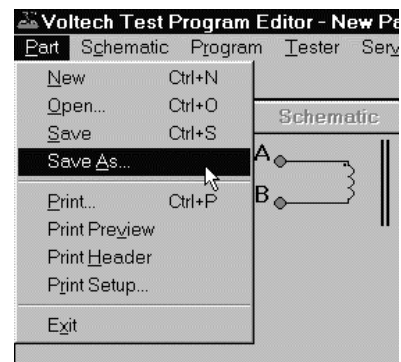 Voltech Test Program Editor - New Pa
Part Schematic Program Tester Serv
New Ctrl+N
Open... Ctrl+O
Save Ctrl+S
Save As...
Print... Ctrl+P
Print Preview
Print Header
Print Setup...
Exit
Schematic
A
B